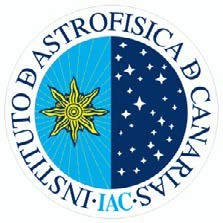 INSTITUTO DE ASTROFISICA DE CANARIAS
·IAC·